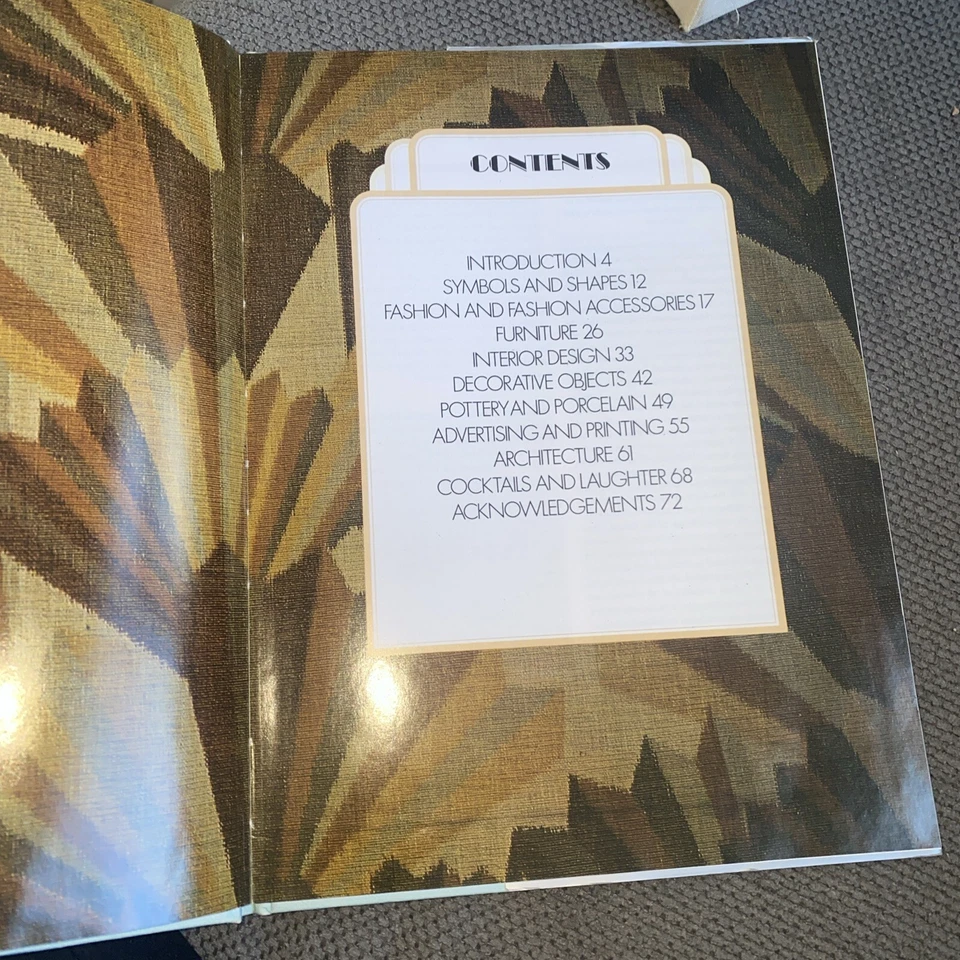 CONTENTS
INTRODUCTION 4
SYMBOLS AND SHAPES 12
FASHION AND FASHION ACCESSORIES 17
FURNITURE 26
INTERIOR DESIGN 33
DECORATIVE OBJECTS 42
POTTERY AND PORCELAIN 49
ADVERTISING AND PRINTING 55
ARCHITECTURE 61
COCKTAILS AND LAUGHTER 68
ACKNOWLEDGEMENTS 72